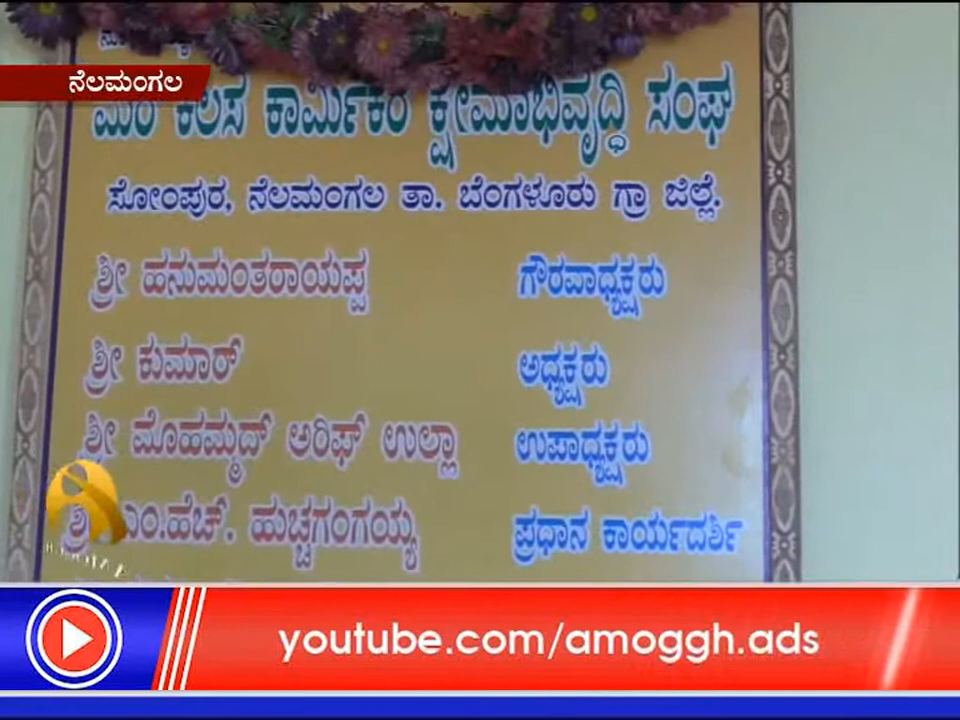 ನೆಲಮಂಗಲ
ಕೆಲಸ ಕಾರ್ಮಿಕರ ಕ್ಷೇಮಾಭಿವೃದ್ಧಿ ಸಂಘ
ಸೋಂಪುರ, ನೆಲಮಂಗಲ ತಾ. ಬೆಂಗಳೂರು ಗ್ರಾ ಜಿಲ್ಲೆ.
ಶ್ರೀ ಹನುಮಂತರಾಯಪ್ಪ ಗೌರವಾಧ್ಯಕ್ಷರು
ಶ್ರೀ ಕುಮಾರ್ ಅಧ್ಯಕ್ಷರು
ಶ್ರೀ ಮೊಹಮ್ಮದ್ ಅರಿಫ್ ಉಲ್ಲಾ ಉಪಾಧ್ಯಕ್ಷರು
ಶ್ರೀ ಎಂ.ಹೆಚ್. ಹುಚ್ಚಗಂಗಯ್ಯ ಪ್ರಧಾನ ಕಾರ್ಯದರ್ಶಿ
youtube.com/amoggh.ads